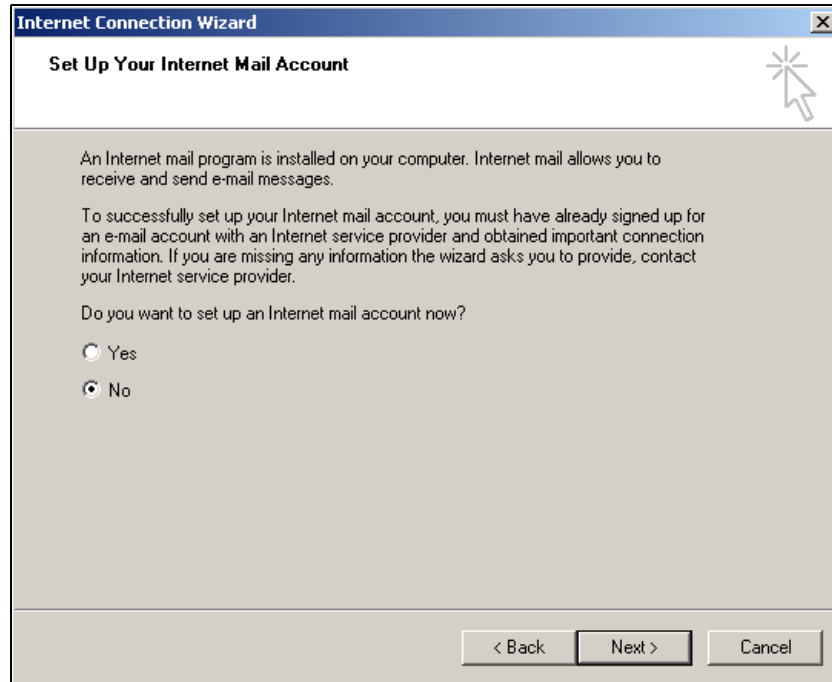 Internet Connection Wizard
Set Up Your Internet Mail Account
An Internet mail program is installed on your computer. Internet mail allows you to
receive and send e-mail messages.
To successfully set up your Internet mail account, you must have already signed up for
an e-mail account with an Internet service provider and obtained important connection
information. If you are missing any information the wizard asks you to provide, contact
your Internet service provider.
Do you want to set up an Internet mail account now?
Yes
No
< Back Next > Cancel